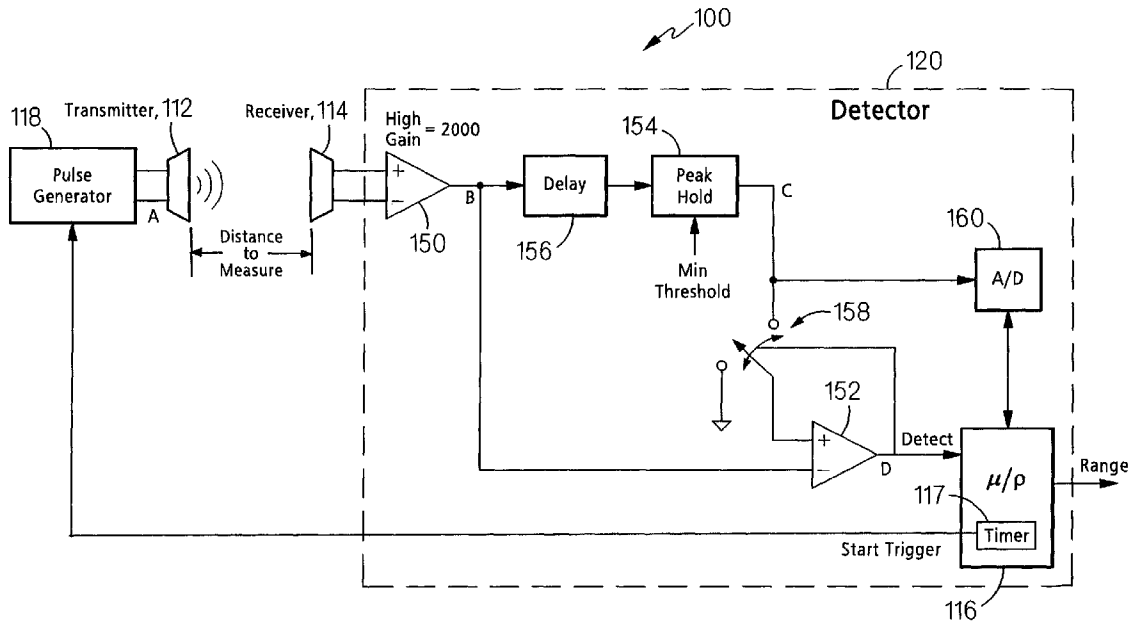 100
120
Detector
118
Transmitter, 112
Receiver, 114
High
Gain = 2000
154
Pulse
Generator
A
+
−
B
150
Delay
156
Peak
Hold
C
Distance
to
Measure
Min
Threshold
160
A/D
158
152
+
−
D
Detect
μ/ρ
Range
117
Timer
Start Trigger
116